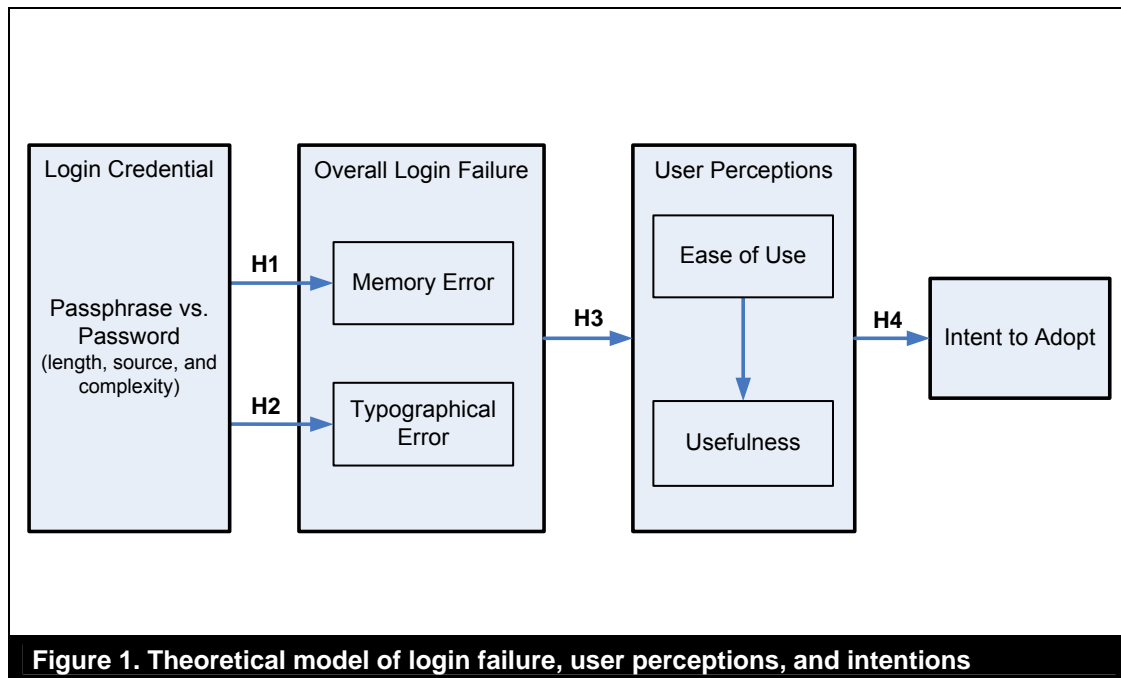 Login Credential
Passphrase vs.
Password
(length, source, and
complexity)
H1
H2
Overall Login Failure
Memory Error
Typographical
Error
H3
User Perceptions
Ease of Use
Usefulness
H4
Intent to Adopt
Figure 1. Theoretical model of login failure, user perceptions, and intentions